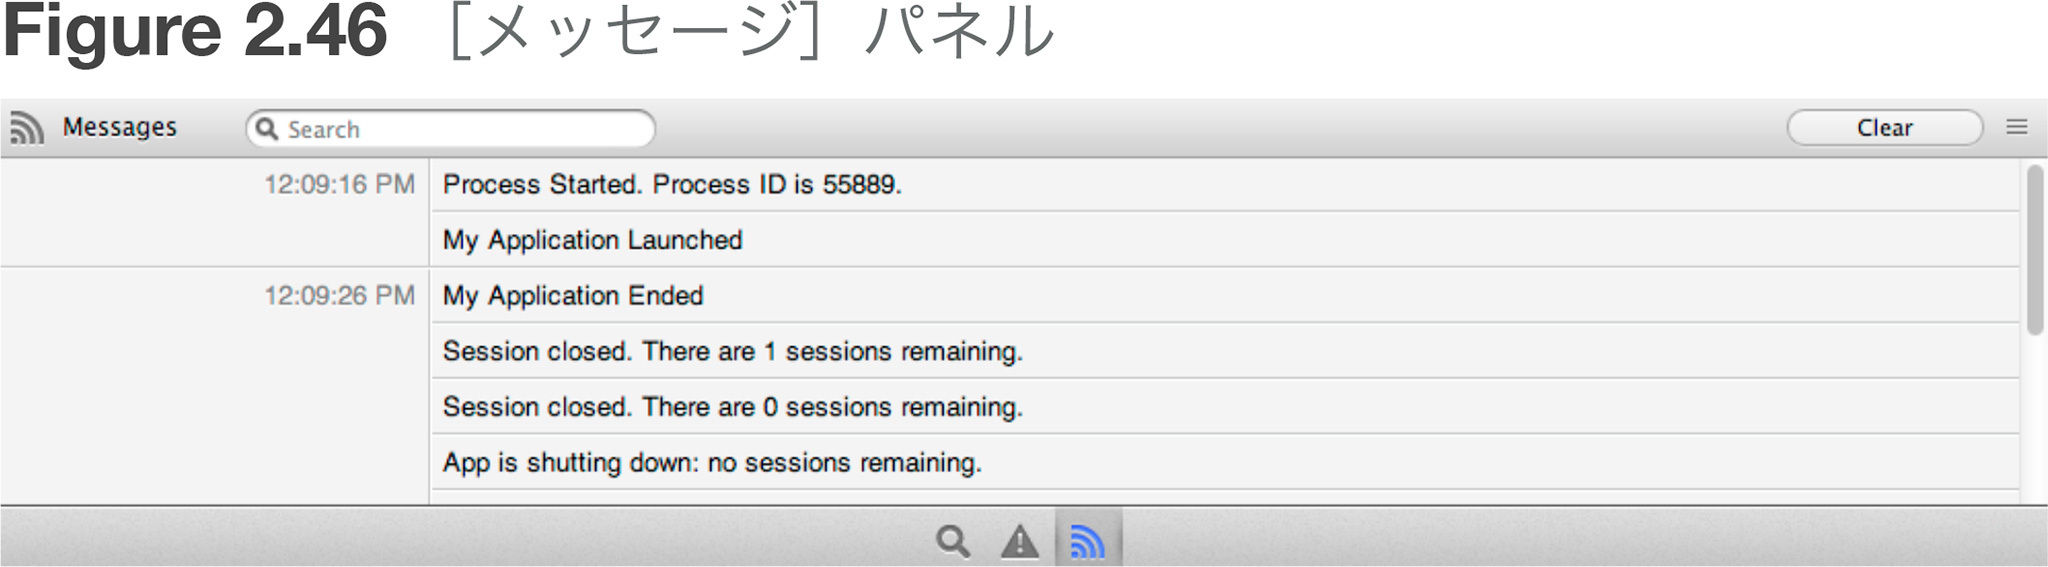 Figure 2.46 ［メッセージ］パネル
Messages Search Clear
12:09:16 PM Process Started. Process ID is 55889.
My Application Launched
12:09:26 PM My Application Ended
Session closed. There are 1 sessions remaining.
Session closed. There are 0 sessions remaining.
App is shutting down: no sessions remaining.